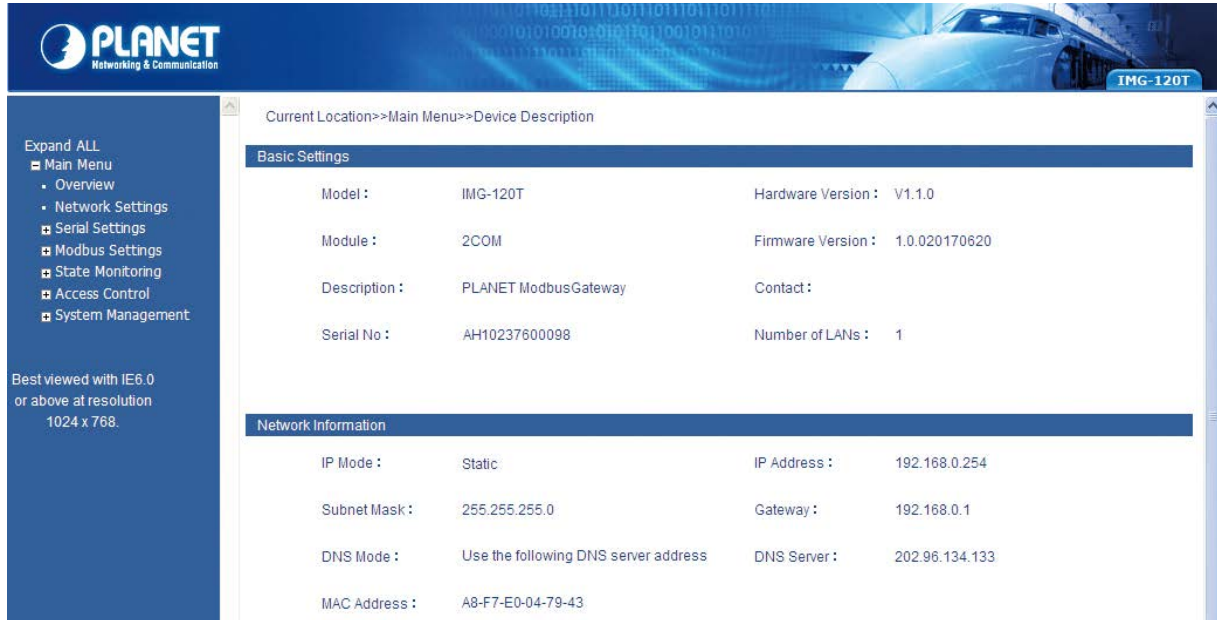 PLANET
Networking & Communication
IMG-120T
Expand ALL
Main Menu
Overview
Network Settings
Serial Settings
Modbus Settings
State Monitoring
Access Control
System Management
Best viewed with IE6.0
or above at resolution
1024 x 768.
Current Location>>Main Menu>>Device Description
Basic Settings
Model : IMG-120T Hardware Version : V1.1.0
Module : 2COM Firmware Version : 1.0.020170620
Description : PLANET ModbusGateway Contact :
Serial No : AH10237600098 Number of LANs : 1
Network Information
IP Mode : Static IP Address : 192.168.0.254
Subnet Mask : 255.255.255.0 Gateway : 192.168.0.1
DNS Mode : Use the following DNS server address DNS Server : 202.96.134.133
MAC Address : A8-F7-E0-04-79-43